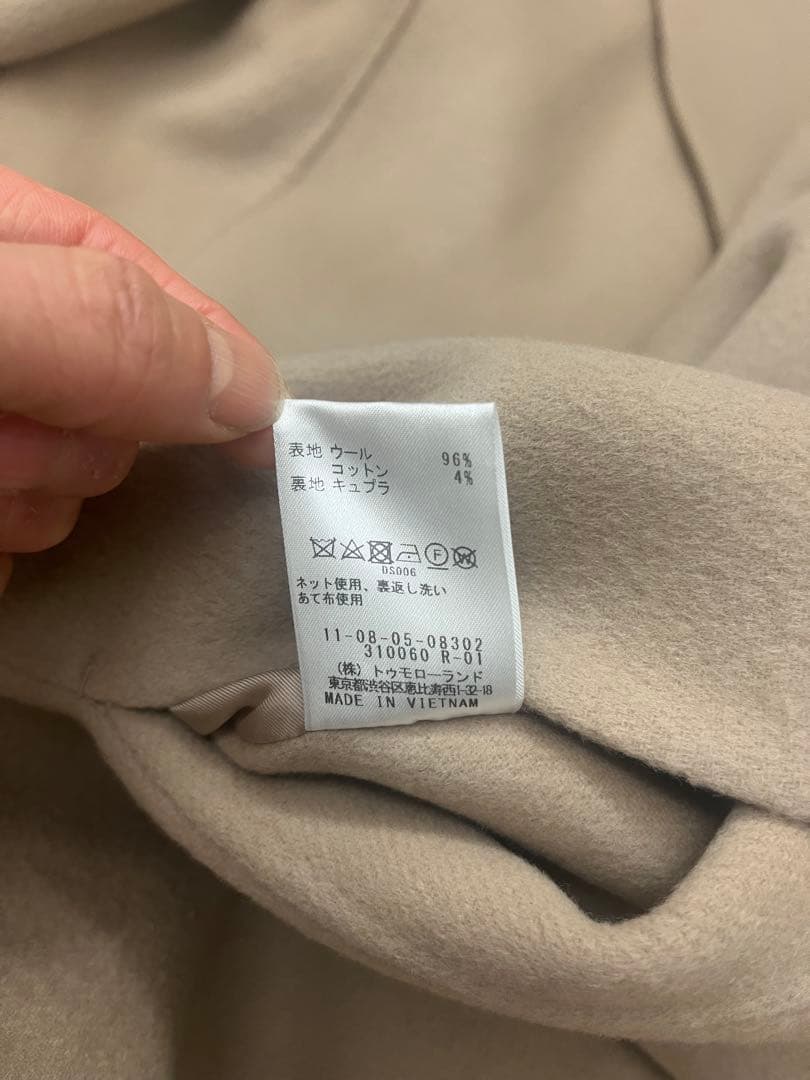 表地 ウール 96%
コットン 4%
裏地 キュプラ
F W
DS006
ネット使用、裏返し洗い
あて布使用
11-08-05-08302
310060 R-01
(株) トゥモローランド
東京都渋谷区恵比寿西1-32-18
MADE IN VIETNAM